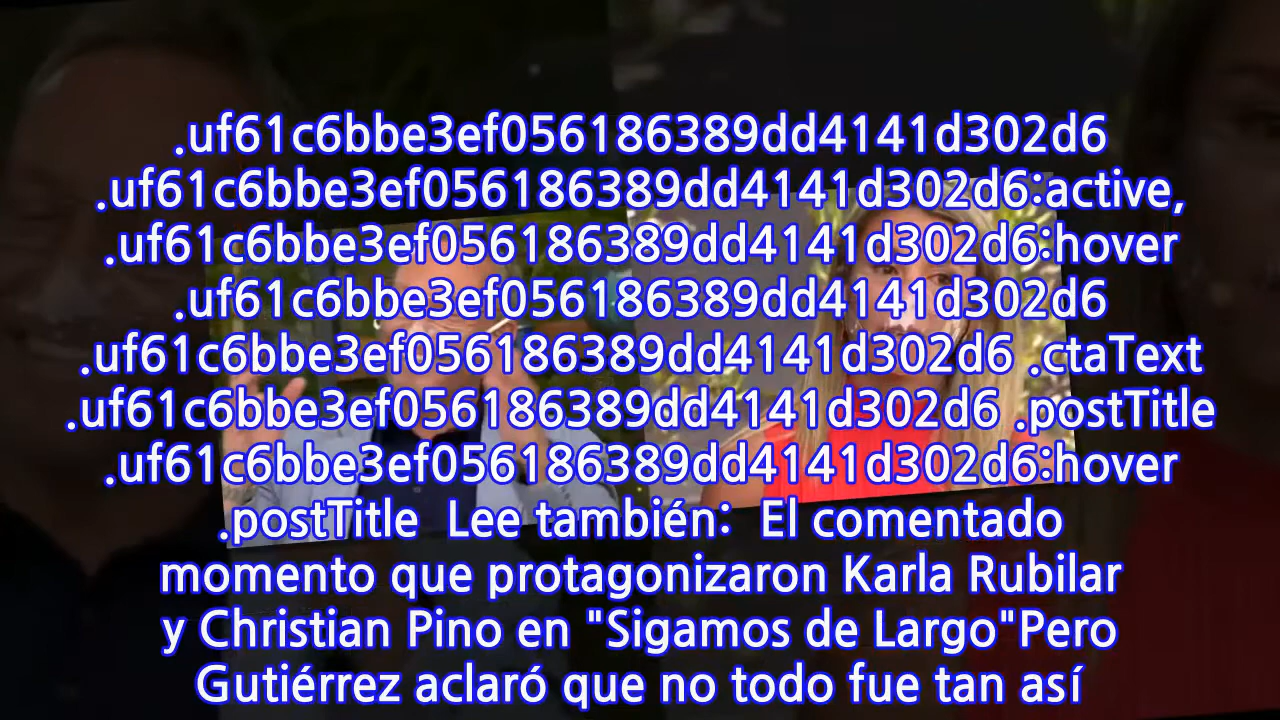 .uf61c6bbe3ef056186389dd4141d302d6
.uf61c6bbe3ef056186389dd4141d302d6:active,
.uf61c6bbe3ef056186389dd4141d302d6:hover
.uf61c6bbe3ef056186389dd4141d302d6
.uf61c6bbe3ef056186389dd4141d302d6 .ctaText
.uf61c6bbe3ef056186389dd4141d302d6 .postTitle
.uf61c6bbe3ef056186389dd4141d302d6:hover
.postTitle  Lee también:  El comentado
momento que protagonizaron Karla Rubilar
y Christian Pino en "Sigamos de Largo"Pero
Gutiérrez aclaró que no todo fue tan así